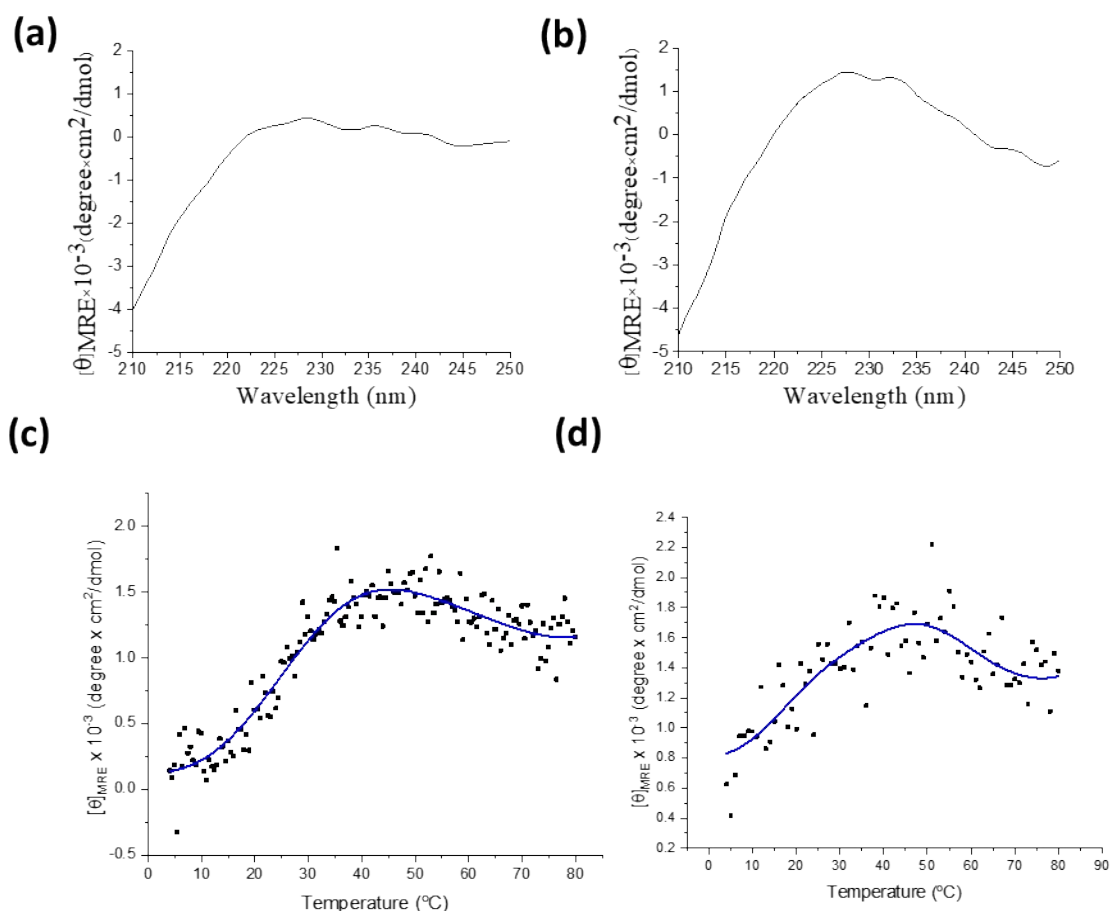 (a)
(b)
[θ]MRE×10⁻³(degree×cm²/dmol)
2
1
0
-1
-2
-3
-4
-5
210 215 220 225 230 235 240 245 250
Wavelength (nm)
[θ]MRE×10⁻³(degree×cm²/dmol)
2
1
0
-1
-2
-3
-4
-5
210 215 220 225 230 235 240 245 250
Wavelength (nm)
(c)
(d)
[θ]MRE x 10⁻³ (degree x cm²/dmol)
2.0
1.5
1.0
0.5
0.0
-0.5
0 10 20 30 40 50 60 70 80
Temperature (ºC)
[θ]MRE x 10⁻³ (degree x cm²/dmol)
2.4
2.2
2.0
1.8
1.6
1.4
1.2
1.0
0.8
0.6
0.4
0.2
0 10 20 30 40 50 60 70 80 90
Temperature (ºC)